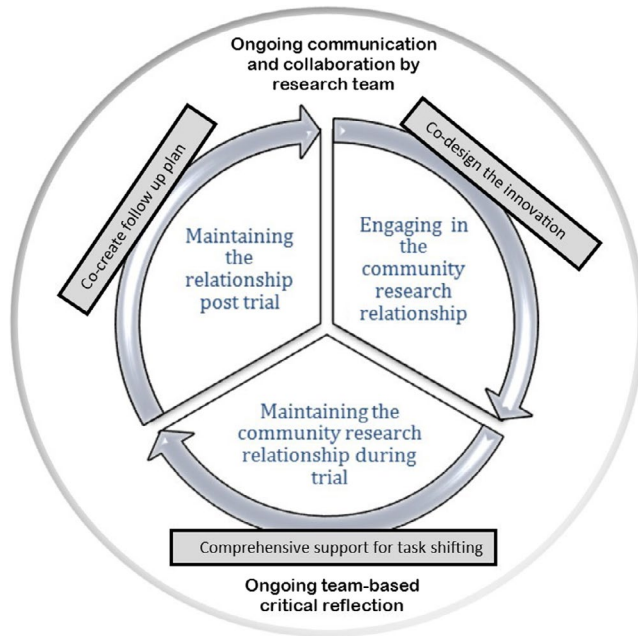 Ongoing communication
and collaboration by
research team
Co-design the innovation
Engaging in
the
community
research
relationship
Maintaining the
community research
relationship during
trial
Comprehensive support for task shifting
Ongoing team-based
critical reflection
Maintaining
the
relationship
post trial
Co-create follow up plan